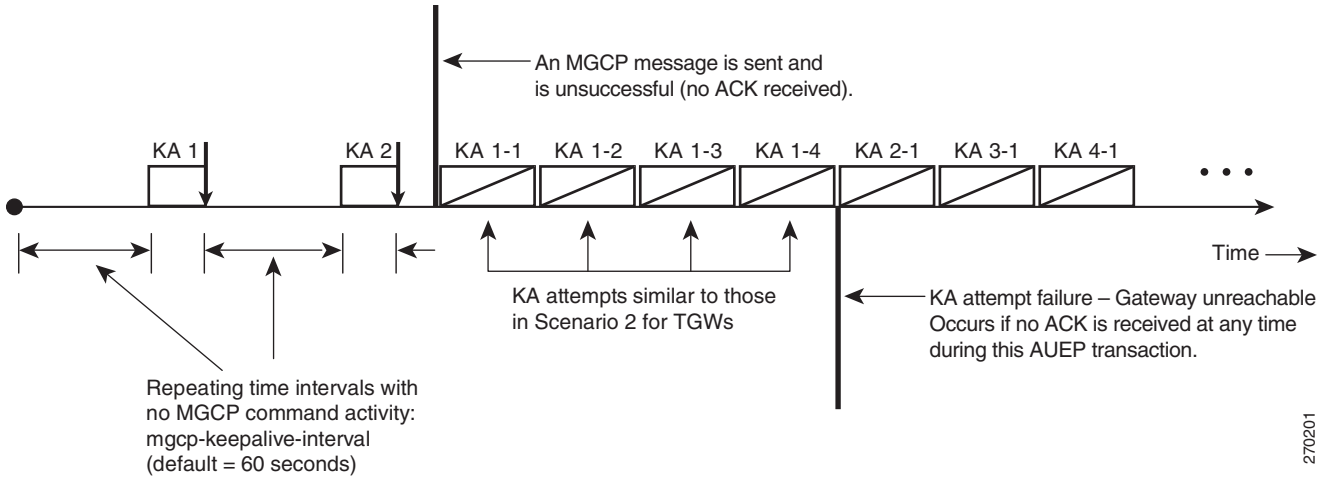 An MGCP message is sent and
is unsuccessful (no ACK received).
KA 1
KA 2
KA 1-1
KA 1-2
KA 1-3
KA 1-4
KA 2-1
KA 3-1
KA 4-1
Time
KA attempts similar to those
in Scenario 2 for TGWs
KA attempt failure – Gateway unreachable
Occurs if no ACK is received at any time
during this AUEP transaction.
Repeating time intervals with
no MGCP command activity:
mgcp-keepalive-interval
(default = 60 seconds)
270201